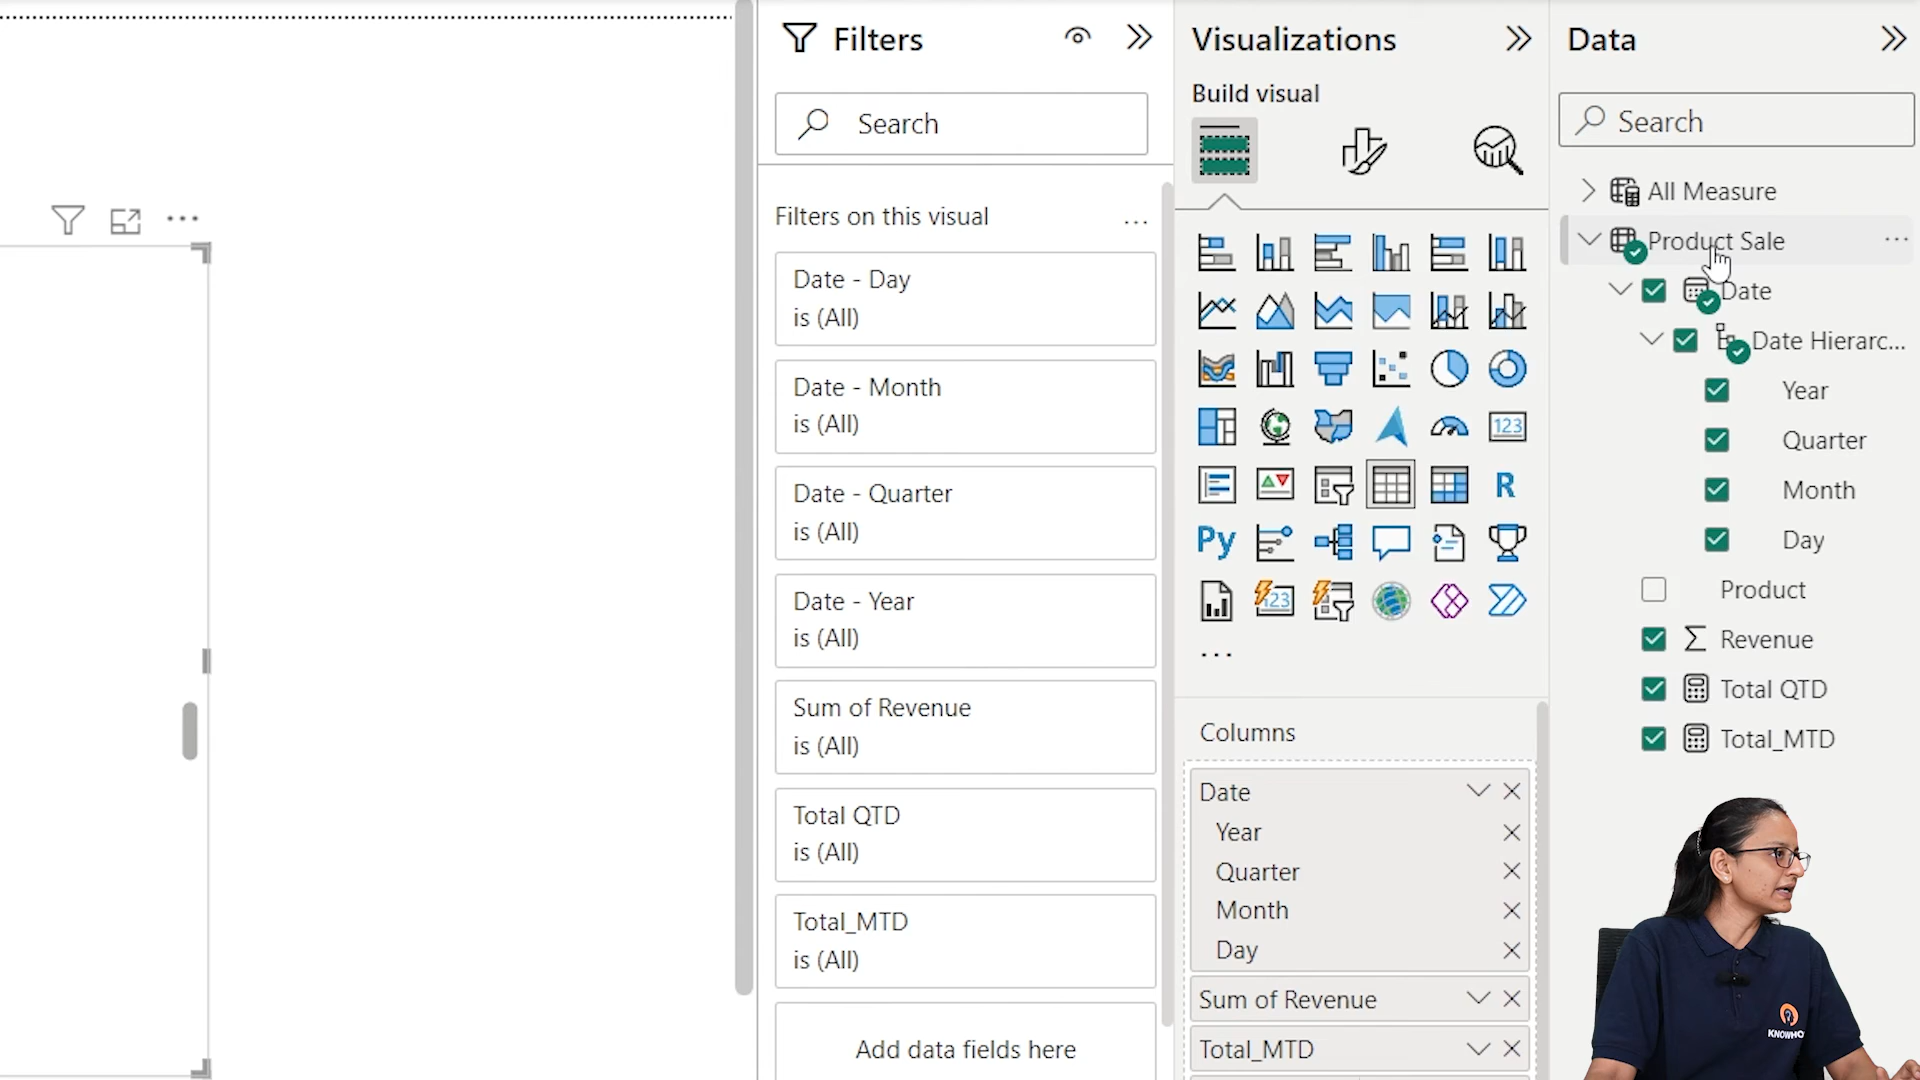 Filters
Search
Filters on this visual
Date - Day
is (All)
Date - Month
is (All)
Date - Quarter
is (All)
Date - Year
is (All)
Sum of Revenue
is (All)
Total QTD
is (All)
Total_MTD
is (All)
Add data fields here
Visualizations
Build visual
123
R
Py
123
Columns
Date
Year
Quarter
Month
Day
Sum of Revenue
Total_MTD
Data
Search
All Measure
Product Sale
Date
Date Hierarc...
Year
Quarter
Month
Day
Product
Revenue
Total QTD
Total_MTD